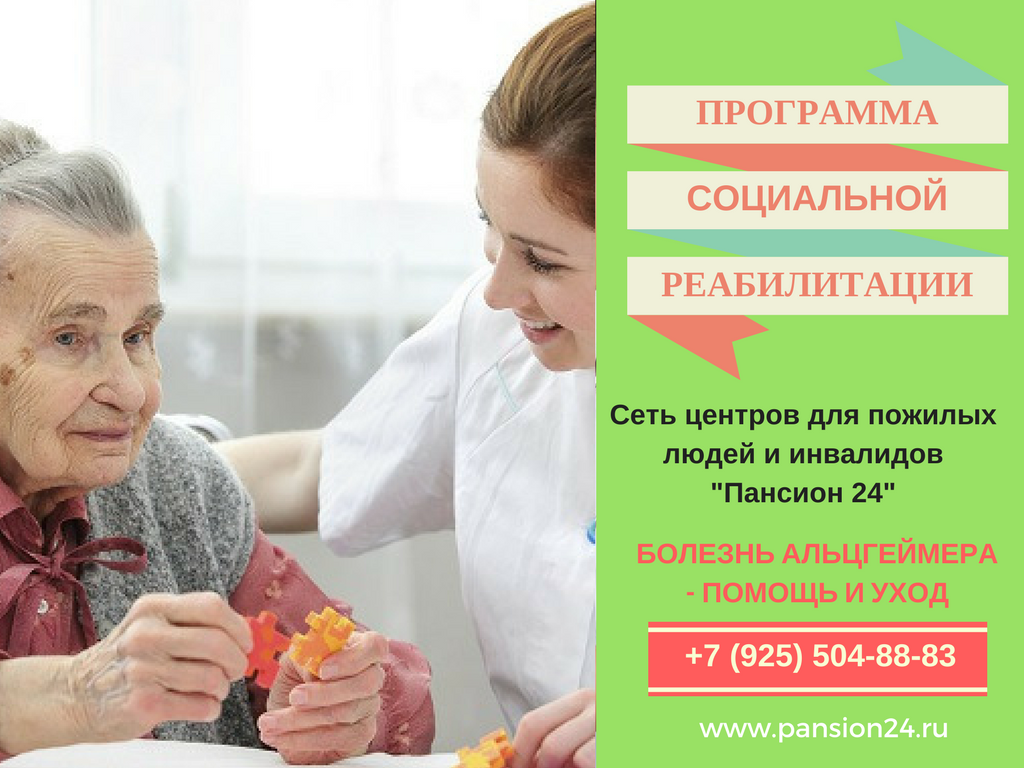 ПРОГРАММА
СОЦИАЛЬНОЙ
РЕАБИЛИТАЦИИ
Сеть центров для пожилых
людей и инвалидов
"Пансион 24"
БОЛЕЗНЬ АЛЬЦГЕЙМЕРА
- ПОМОЩЬ И УХОД
+7 (925) 504-88-83
www.pansion24.ru